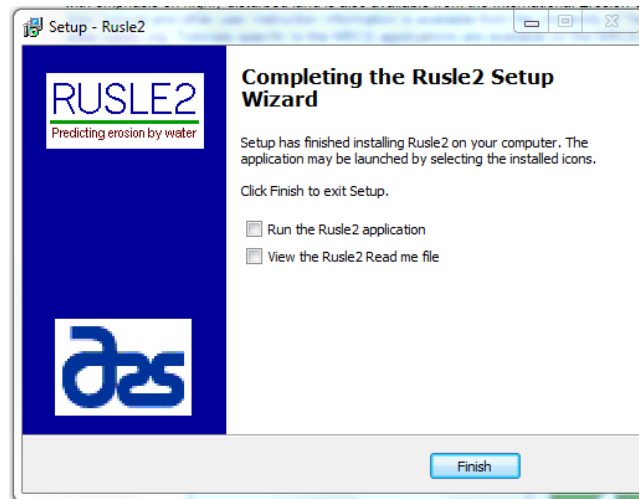 Setup - Rusle2
RUSLE2
Predicting erosion by water
Completing the Rusle2 Setup
Wizard
Setup has finished installing Rusle2 on your computer. The
application may be launched by selecting the installed icons.
Click Finish to exit Setup.
Run the Rusle2 application
View the Rusle2 Read me file
ars
Finish